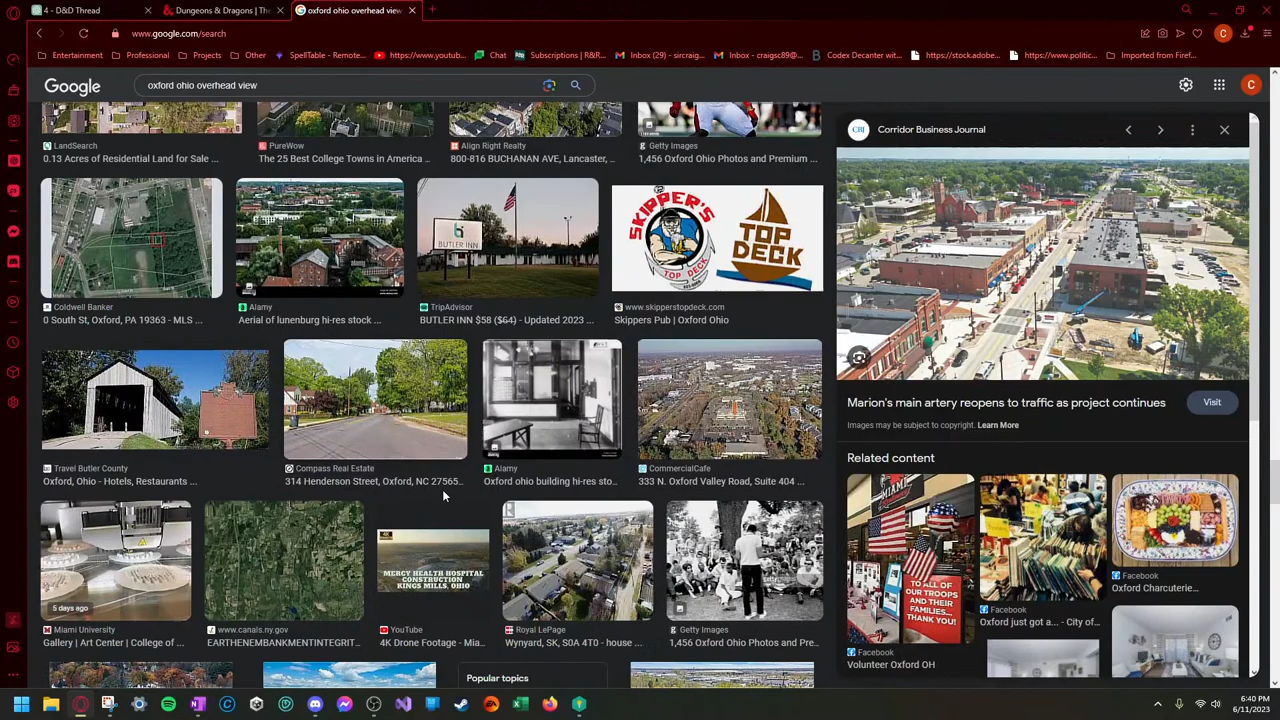 4 - D&D Thread
Dungeons & Dragons | The
oxford ohio overhead view
www.google.com/search
Entertainment
Professional
Projects
Other
SpellTable - Remote...
https://www.youtube...
Chat
Subscriptions | R&R...
Inbox (29) - sircraig...
Inbox - craigsc89@...
Codex Decanter wit...
https://stock.adobe...
https://www.politic...
Imported from Firef...
Google
oxford ohio overhead view
C
LandSearch
0.13 Acres of Residential Land for Sale ...
PureWow
The 25 Best College Towns in America ...
Align Right Realty
800-816 BUCHANAN AVE, Lancaster, ...
Getty Images
1,456 Oxford Ohio Photos and Premium ...
CBJ
Corridor Business Journal
BUTLER INN
SKIPPER'S
TOP DECK
TOP
DECK
Coldwell Banker
0 South St, Oxford, PA 19363 - MLS ...
Alamy
Aerial of lunenburg hi-res stock ...
TripAdvisor
BUTLER INN $58 ($64) - Updated 2023 ...
www.skipperstopdeck.com
Skippers Pub | Oxford Ohio
Marion's main artery reopens to traffic as project continues
Visit
Images may be subject to copyright. Learn More
Related content
Travel Butler County
Oxford, Ohio - Hotels, Restaurants ...
Compass Real Estate
314 Henderson Street, Oxford, NC 27565...
Alamy
Oxford ohio building hi-res sto...
CommercialCafe
333 N. Oxford Valley Road, Suite 404 ...
MIAMI
TO ALL OF
OUR TROOPS
AND THEIR
FAMILIES...
THANK YOU!
Facebook
Volunteer Oxford OH
Facebook
Oxford just got a... - City of...
Facebook
Oxford Charcuterie...
5 days ago
4K
MERCY HEALTH HOSPITAL
CONSTRUCTION
KINGS MILLS, OHIO
Miami University
Gallery | Art Center | College of ...
www.canals.ny.gov
EARTHENEMBANKMENTINTEGRIT...
YouTube
4K Drone Footage - Mia...
Royal LePage
Wynyard, SK, S0A 4T0 - house ...
Getty Images
1,456 Oxford Ohio Photos and Pre...
Popular topics
6:40 PM
6/11/2023